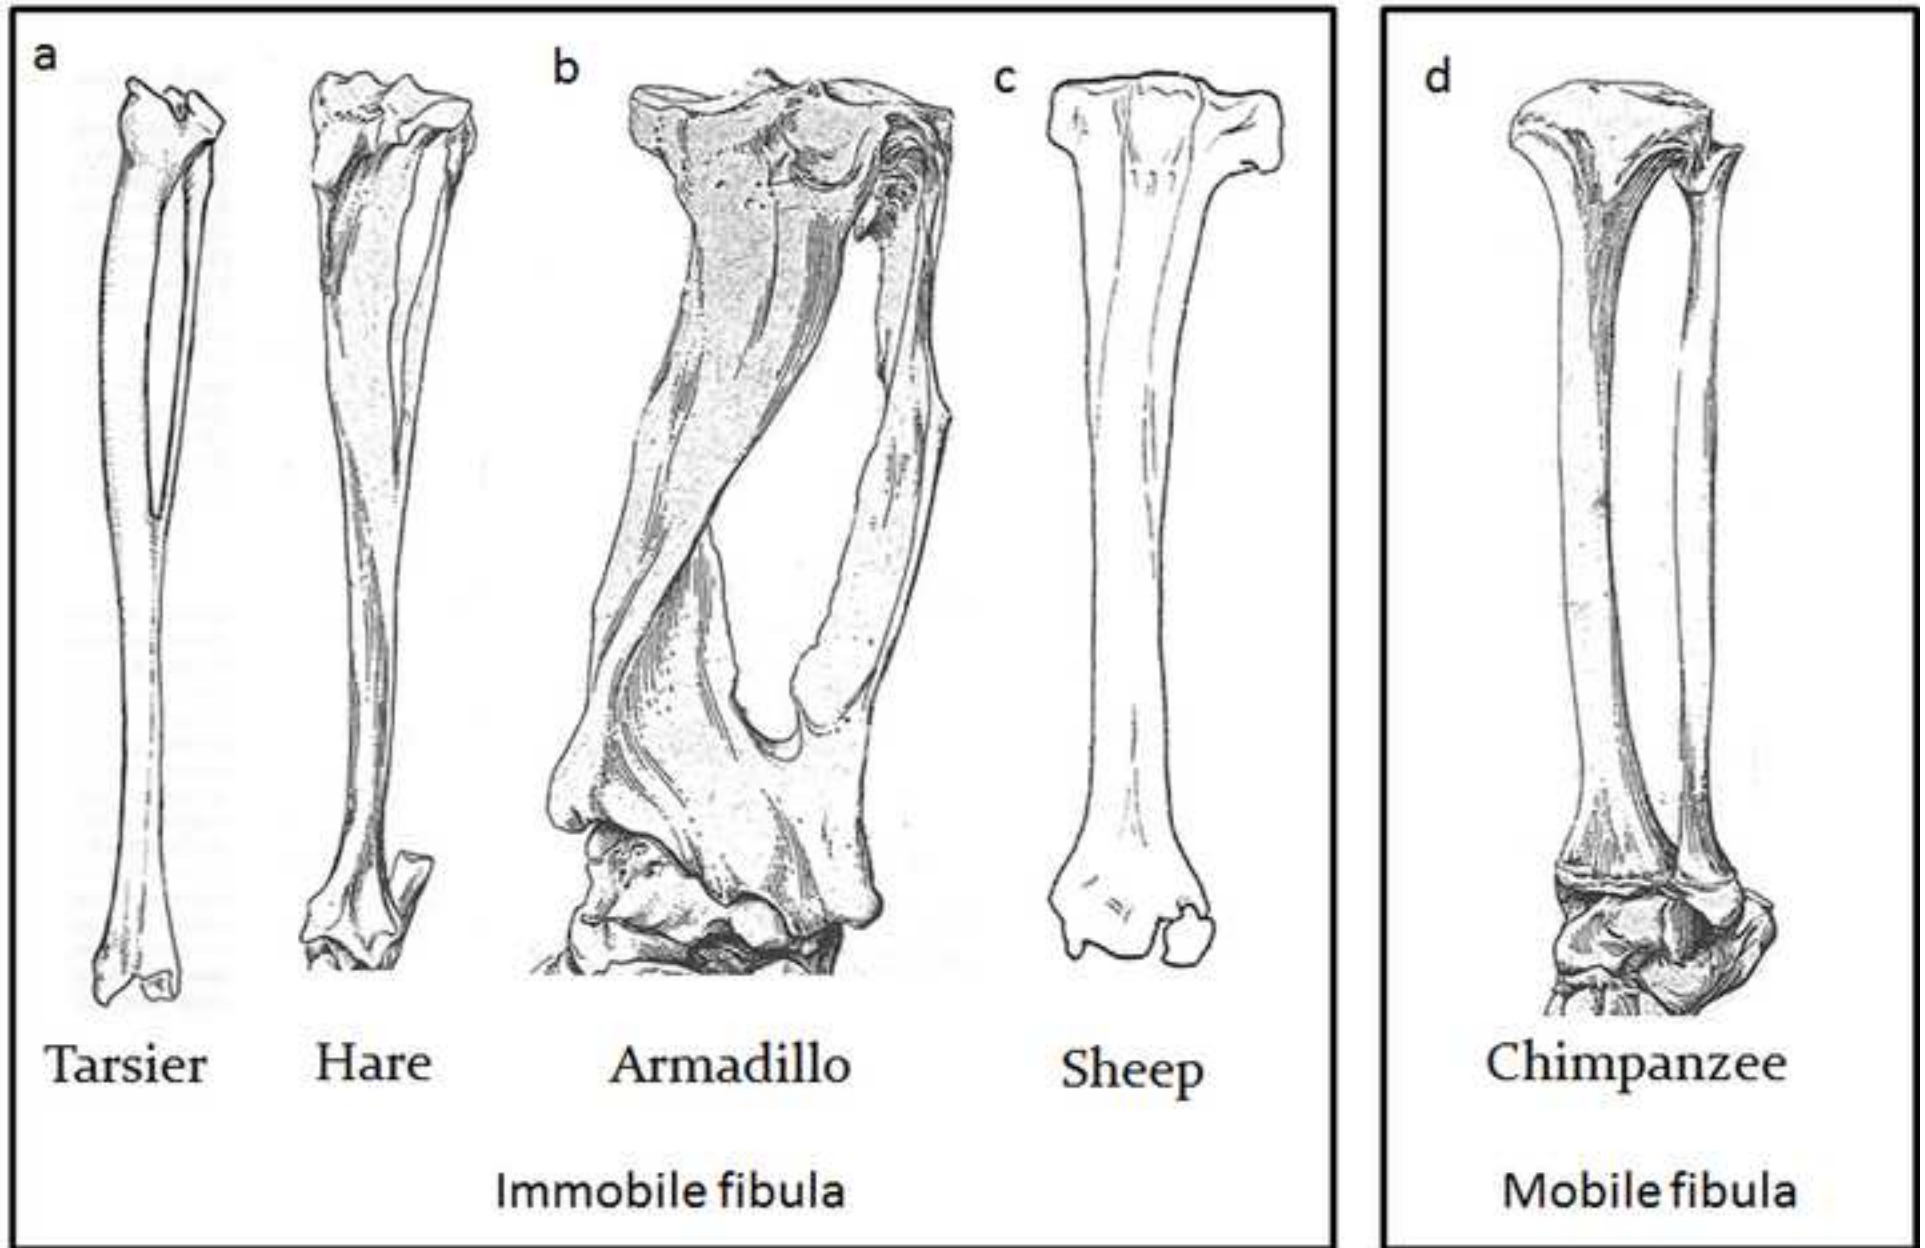 a
b
c
d
Tarsier
Hare
Armadillo
Sheep
Chimpanzee
Immobile fibula
Mobile fibula